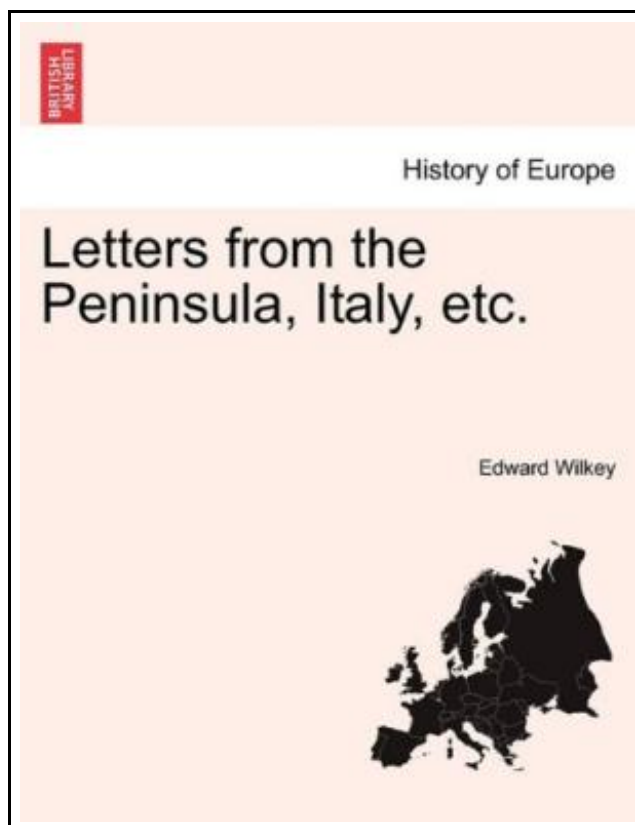 BRITISH
LIBRARY
History of Europe
Letters from the
Peninsula, Italy, etc.
Edward Wilkey